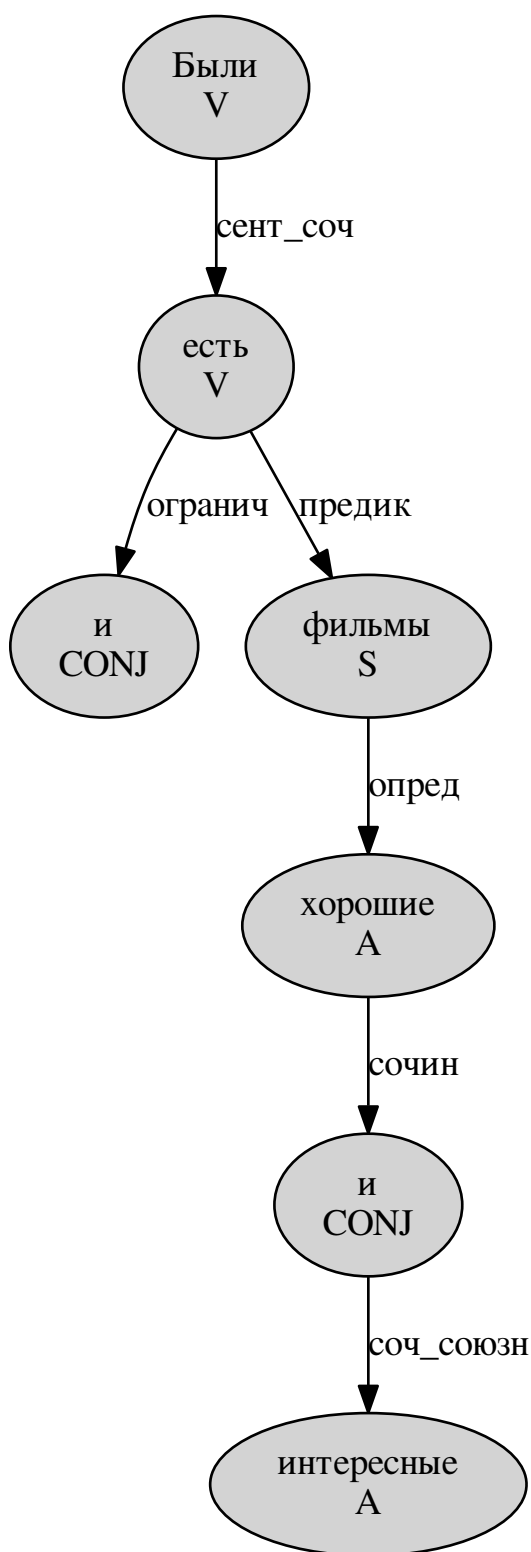 Были
V
сент_соч
есть
V
огранич
предик
и
CONJ
фильмы
S
опред
хорошие
A
сочин
и
CONJ
соч_союзн
интересные
A